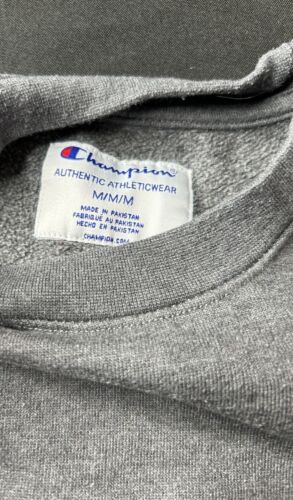 Champion
AUTHENTIC ATHLETICWEAR
M/M/M
MADE IN PAKISTAN
FABRIQUÉ AU PAKISTAN
HECHO EN PAKISTAN
CHAMPION.COM